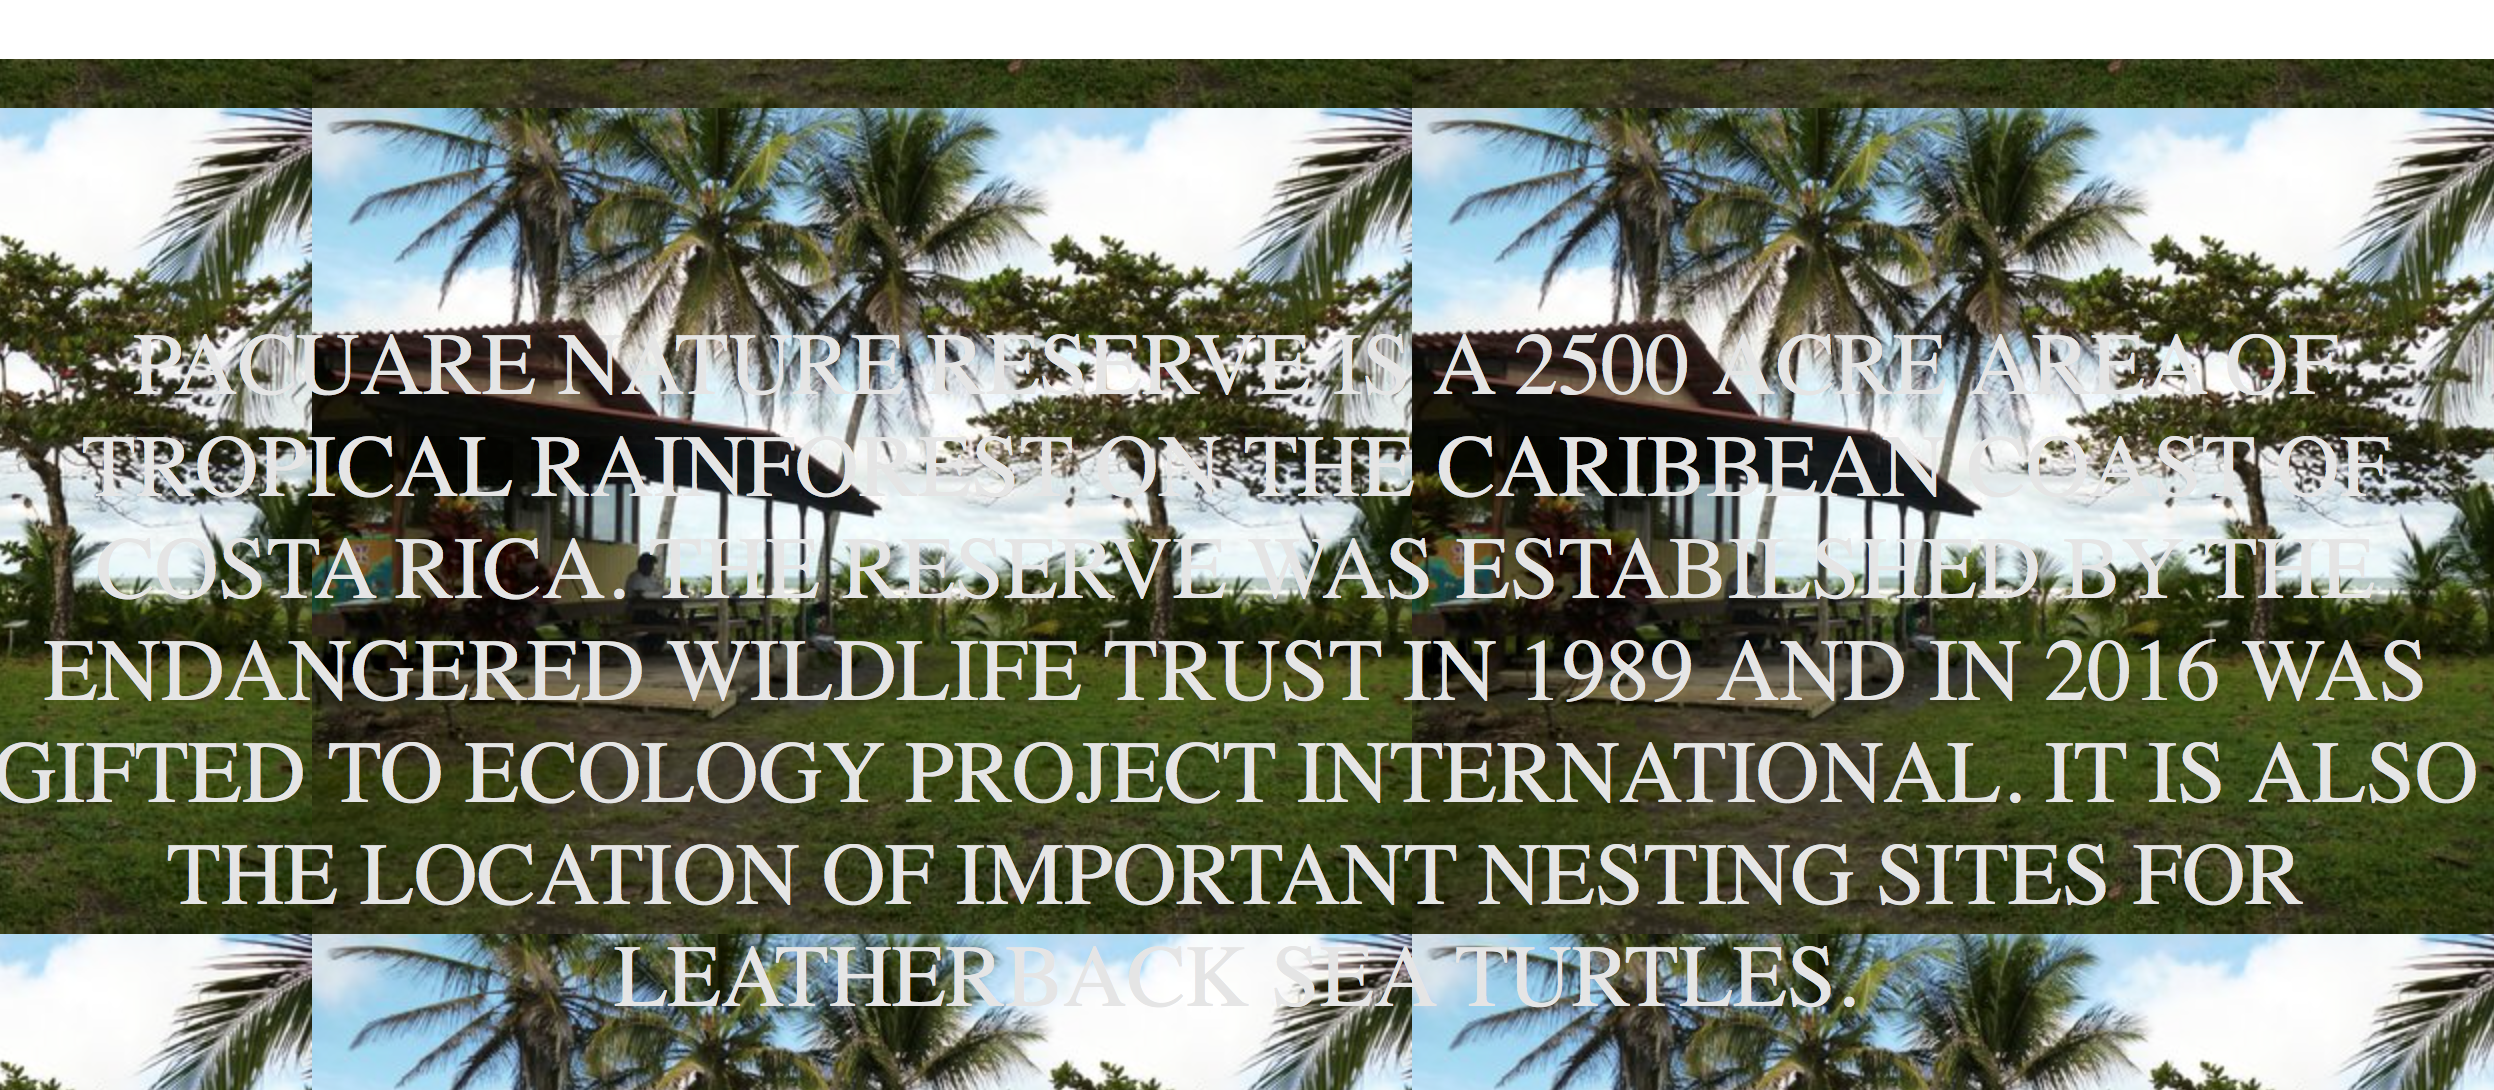 PACUARE NATURE RESERVE IS A 2500 ACRE AREA OF
TROPICAL RAINFOREST ON THE CARIBBEAN COAST OF
COSTA RICA. THE RESERVE WAS ESTABILSHED BY THE
ENDANGERED WILDLIFE TRUST IN 1989 AND IN 2016 WAS
GIFTED TO ECOLOGY PROJECT INTERNATIONAL. IT IS ALSO
THE LOCATION OF IMPORTANT NESTING SITES FOR
LEATHERBACK SEA TURTLES.